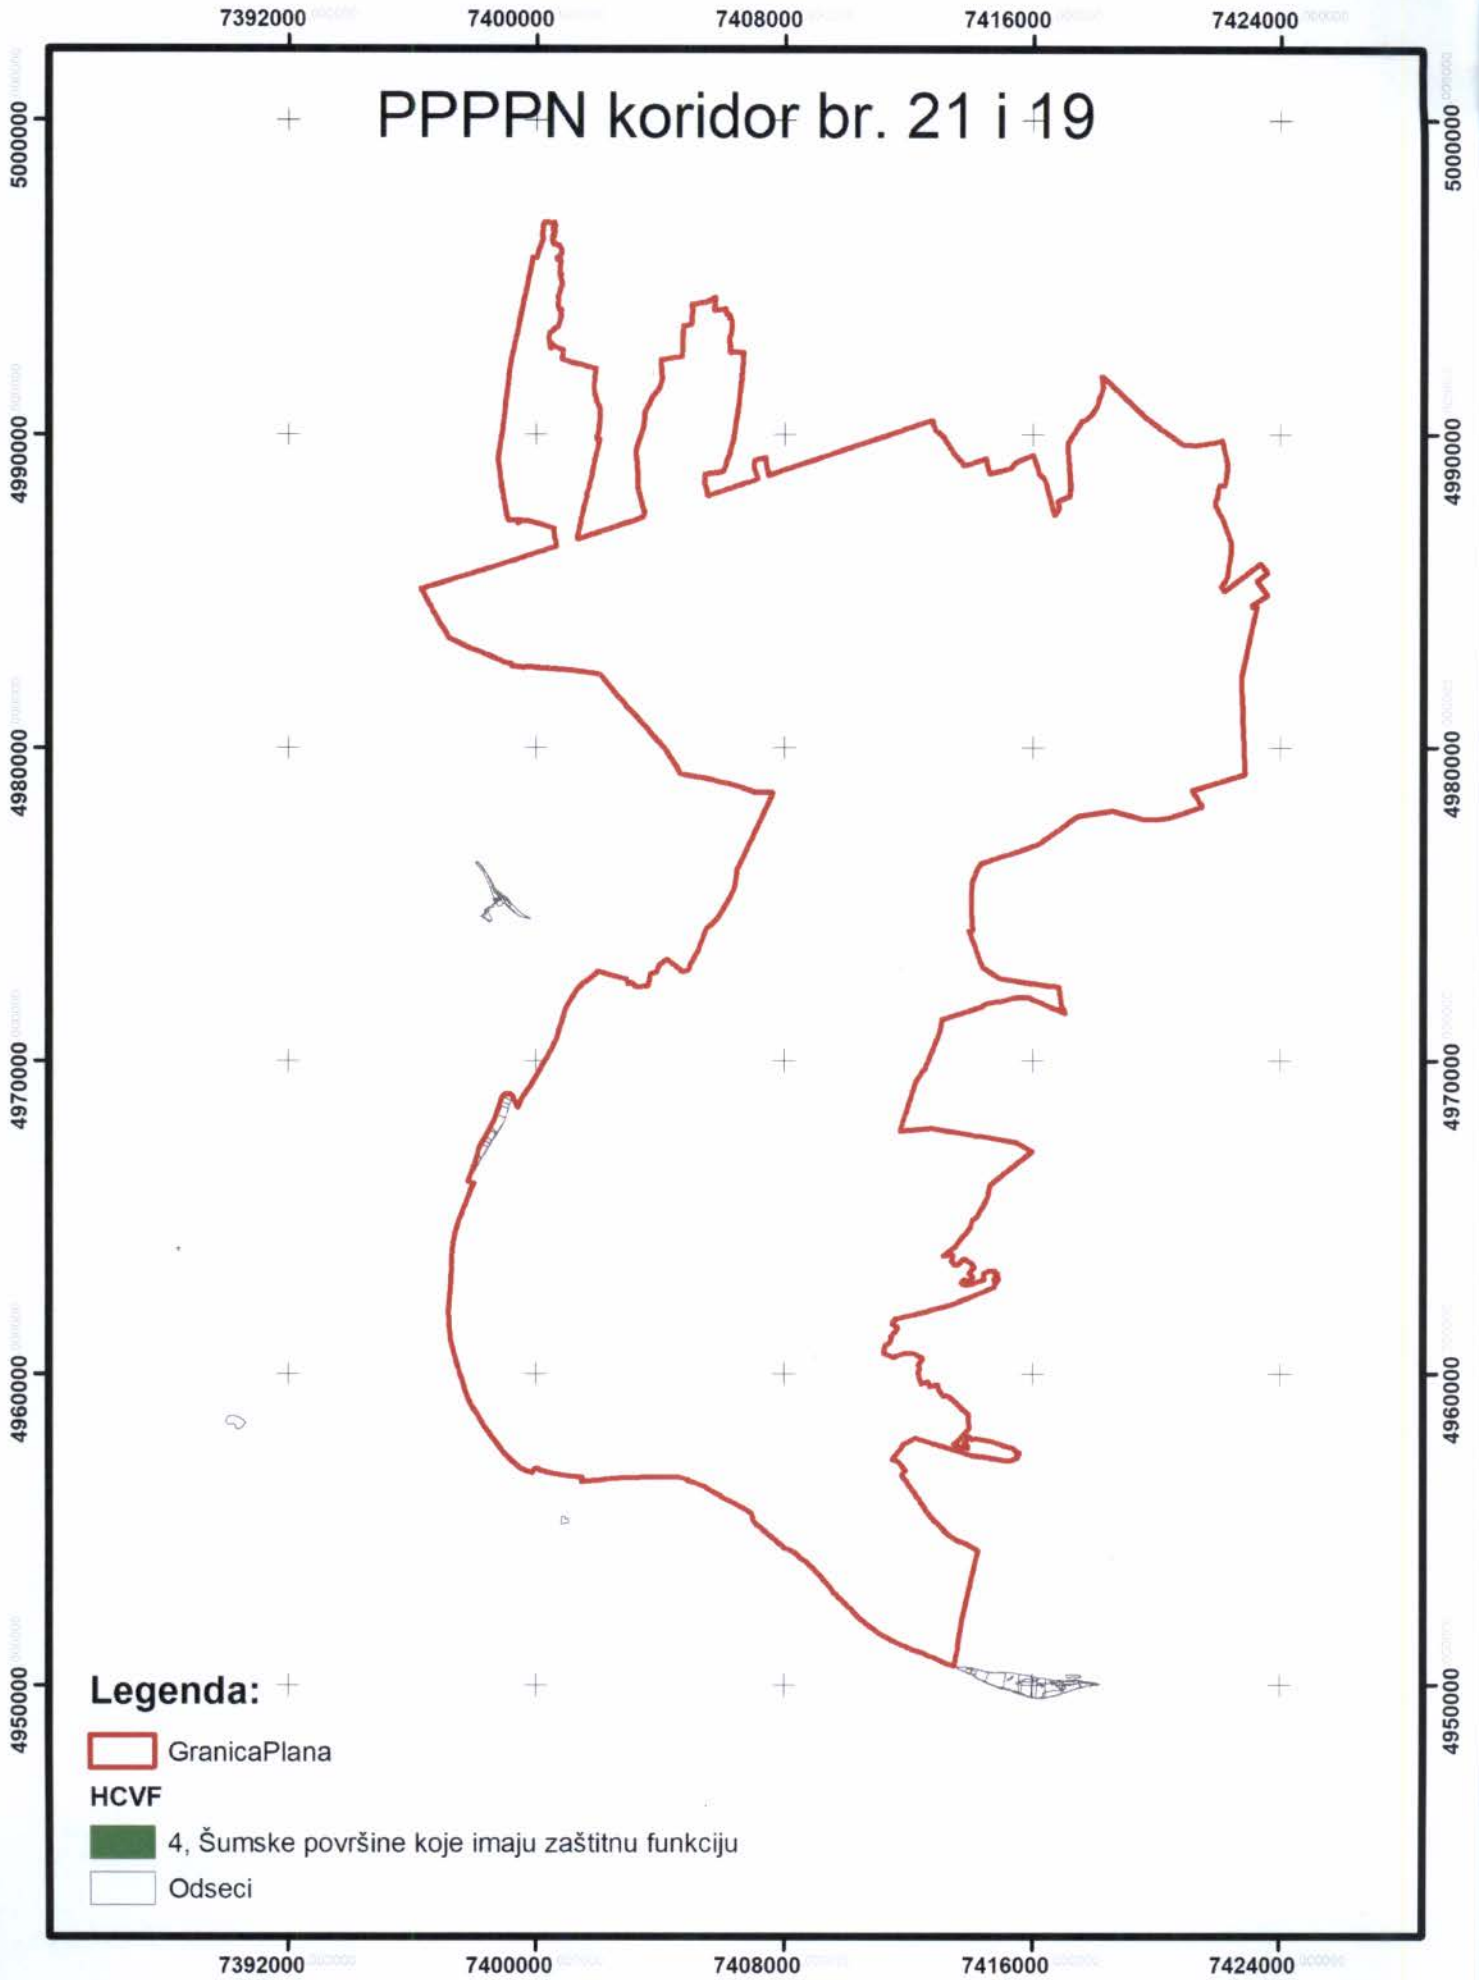 7392000 7400000 7408000 7416000 7424000
PPPPN koridor br. 21 i 19
5000000 5000000
4990000 4990000
4980000 4980000
4970000 4970000
4960000 4960000
4950000 4950000
Legenda:
GranicaPlana
HCVF
4, Šumske površine koje imaju zaštitnu funkciju
Odseci
7392000 7400000 7408000 7416000 7424000